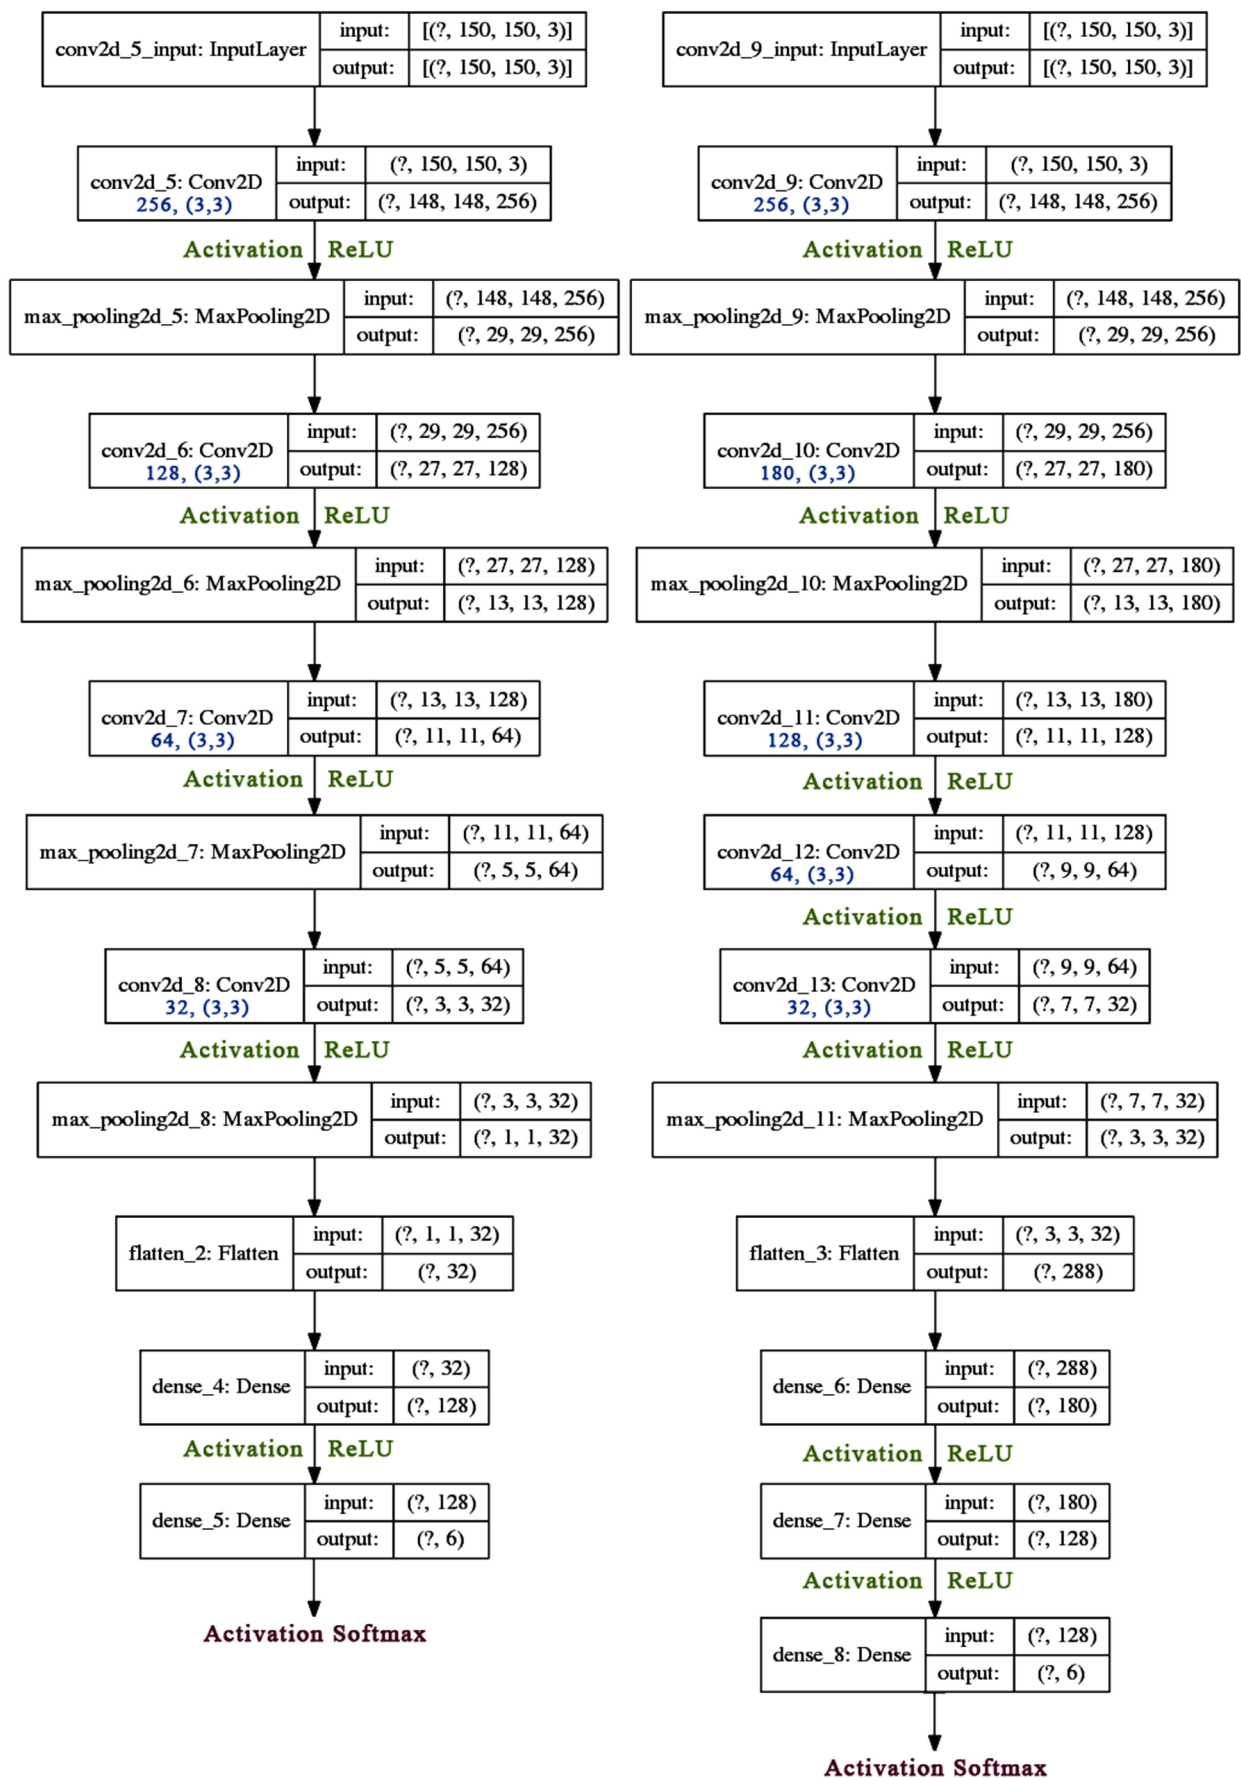 conv2d_5_input: InputLayer
input: [(?, 150, 150, 3)]
output: [(?, 150, 150, 3)]
conv2d_5: Conv2D
256, (3,3)
input: (?, 150, 150, 3)
output: (?, 148, 148, 256)
Activation ReLU
max_pooling2d_5: MaxPooling2D
input: (?, 148, 148, 256)
output: (?, 29, 29, 256)
conv2d_6: Conv2D
128, (3,3)
input: (?, 29, 29, 256)
output: (?, 27, 27, 128)
Activation ReLU
max_pooling2d_6: MaxPooling2D
input: (?, 27, 27, 128)
output: (?, 13, 13, 128)
conv2d_7: Conv2D
64, (3,3)
input: (?, 13, 13, 128)
output: (?, 11, 11, 64)
Activation ReLU
max_pooling2d_7: MaxPooling2D
input: (?, 11, 11, 64)
output: (?, 5, 5, 64)
conv2d_8: Conv2D
32, (3,3)
input: (?, 5, 5, 64)
output: (?, 3, 3, 32)
Activation ReLU
max_pooling2d_8: MaxPooling2D
input: (?, 3, 3, 32)
output: (?, 1, 1, 32)
flatten_2: Flatten
input: (?, 1, 1, 32)
output: (?, 32)
dense_4: Dense
input: (?, 32)
output: (?, 128)
Activation ReLU
dense_5: Dense
input: (?, 128)
output: (?, 6)
Activation Softmax
conv2d_9_input: InputLayer
input: [(?, 150, 150, 3)]
output: [(?, 150, 150, 3)]
conv2d_9: Conv2D
256, (3,3)
input: (?, 150, 150, 3)
output: (?, 148, 148, 256)
Activation ReLU
max_pooling2d_9: MaxPooling2D
input: (?, 148, 148, 256)
output: (?, 29, 29, 256)
conv2d_10: Conv2D
180, (3,3)
input: (?, 29, 29, 256)
output: (?, 27, 27, 180)
Activation ReLU
max_pooling2d_10: MaxPooling2D
input: (?, 27, 27, 180)
output: (?, 13, 13, 180)
conv2d_11: Conv2D
128, (3,3)
input: (?, 13, 13, 180)
output: (?, 11, 11, 128)
Activation ReLU
conv2d_12: Conv2D
64, (3,3)
input: (?, 11, 11, 128)
output: (?, 9, 9, 64)
Activation ReLU
conv2d_13: Conv2D
32, (3,3)
input: (?, 9, 9, 64)
output: (?, 7, 7, 32)
Activation ReLU
max_pooling2d_11: MaxPooling2D
input: (?, 7, 7, 32)
output: (?, 3, 3, 32)
flatten_3: Flatten
input: (?, 3, 3, 32)
output: (?, 288)
dense_6: Dense
input: (?, 288)
output: (?, 180)
Activation ReLU
dense_7: Dense
input: (?, 180)
output: (?, 128)
Activation ReLU
dense_8: Dense
input: (?, 128)
output: (?, 6)
Activation Softmax